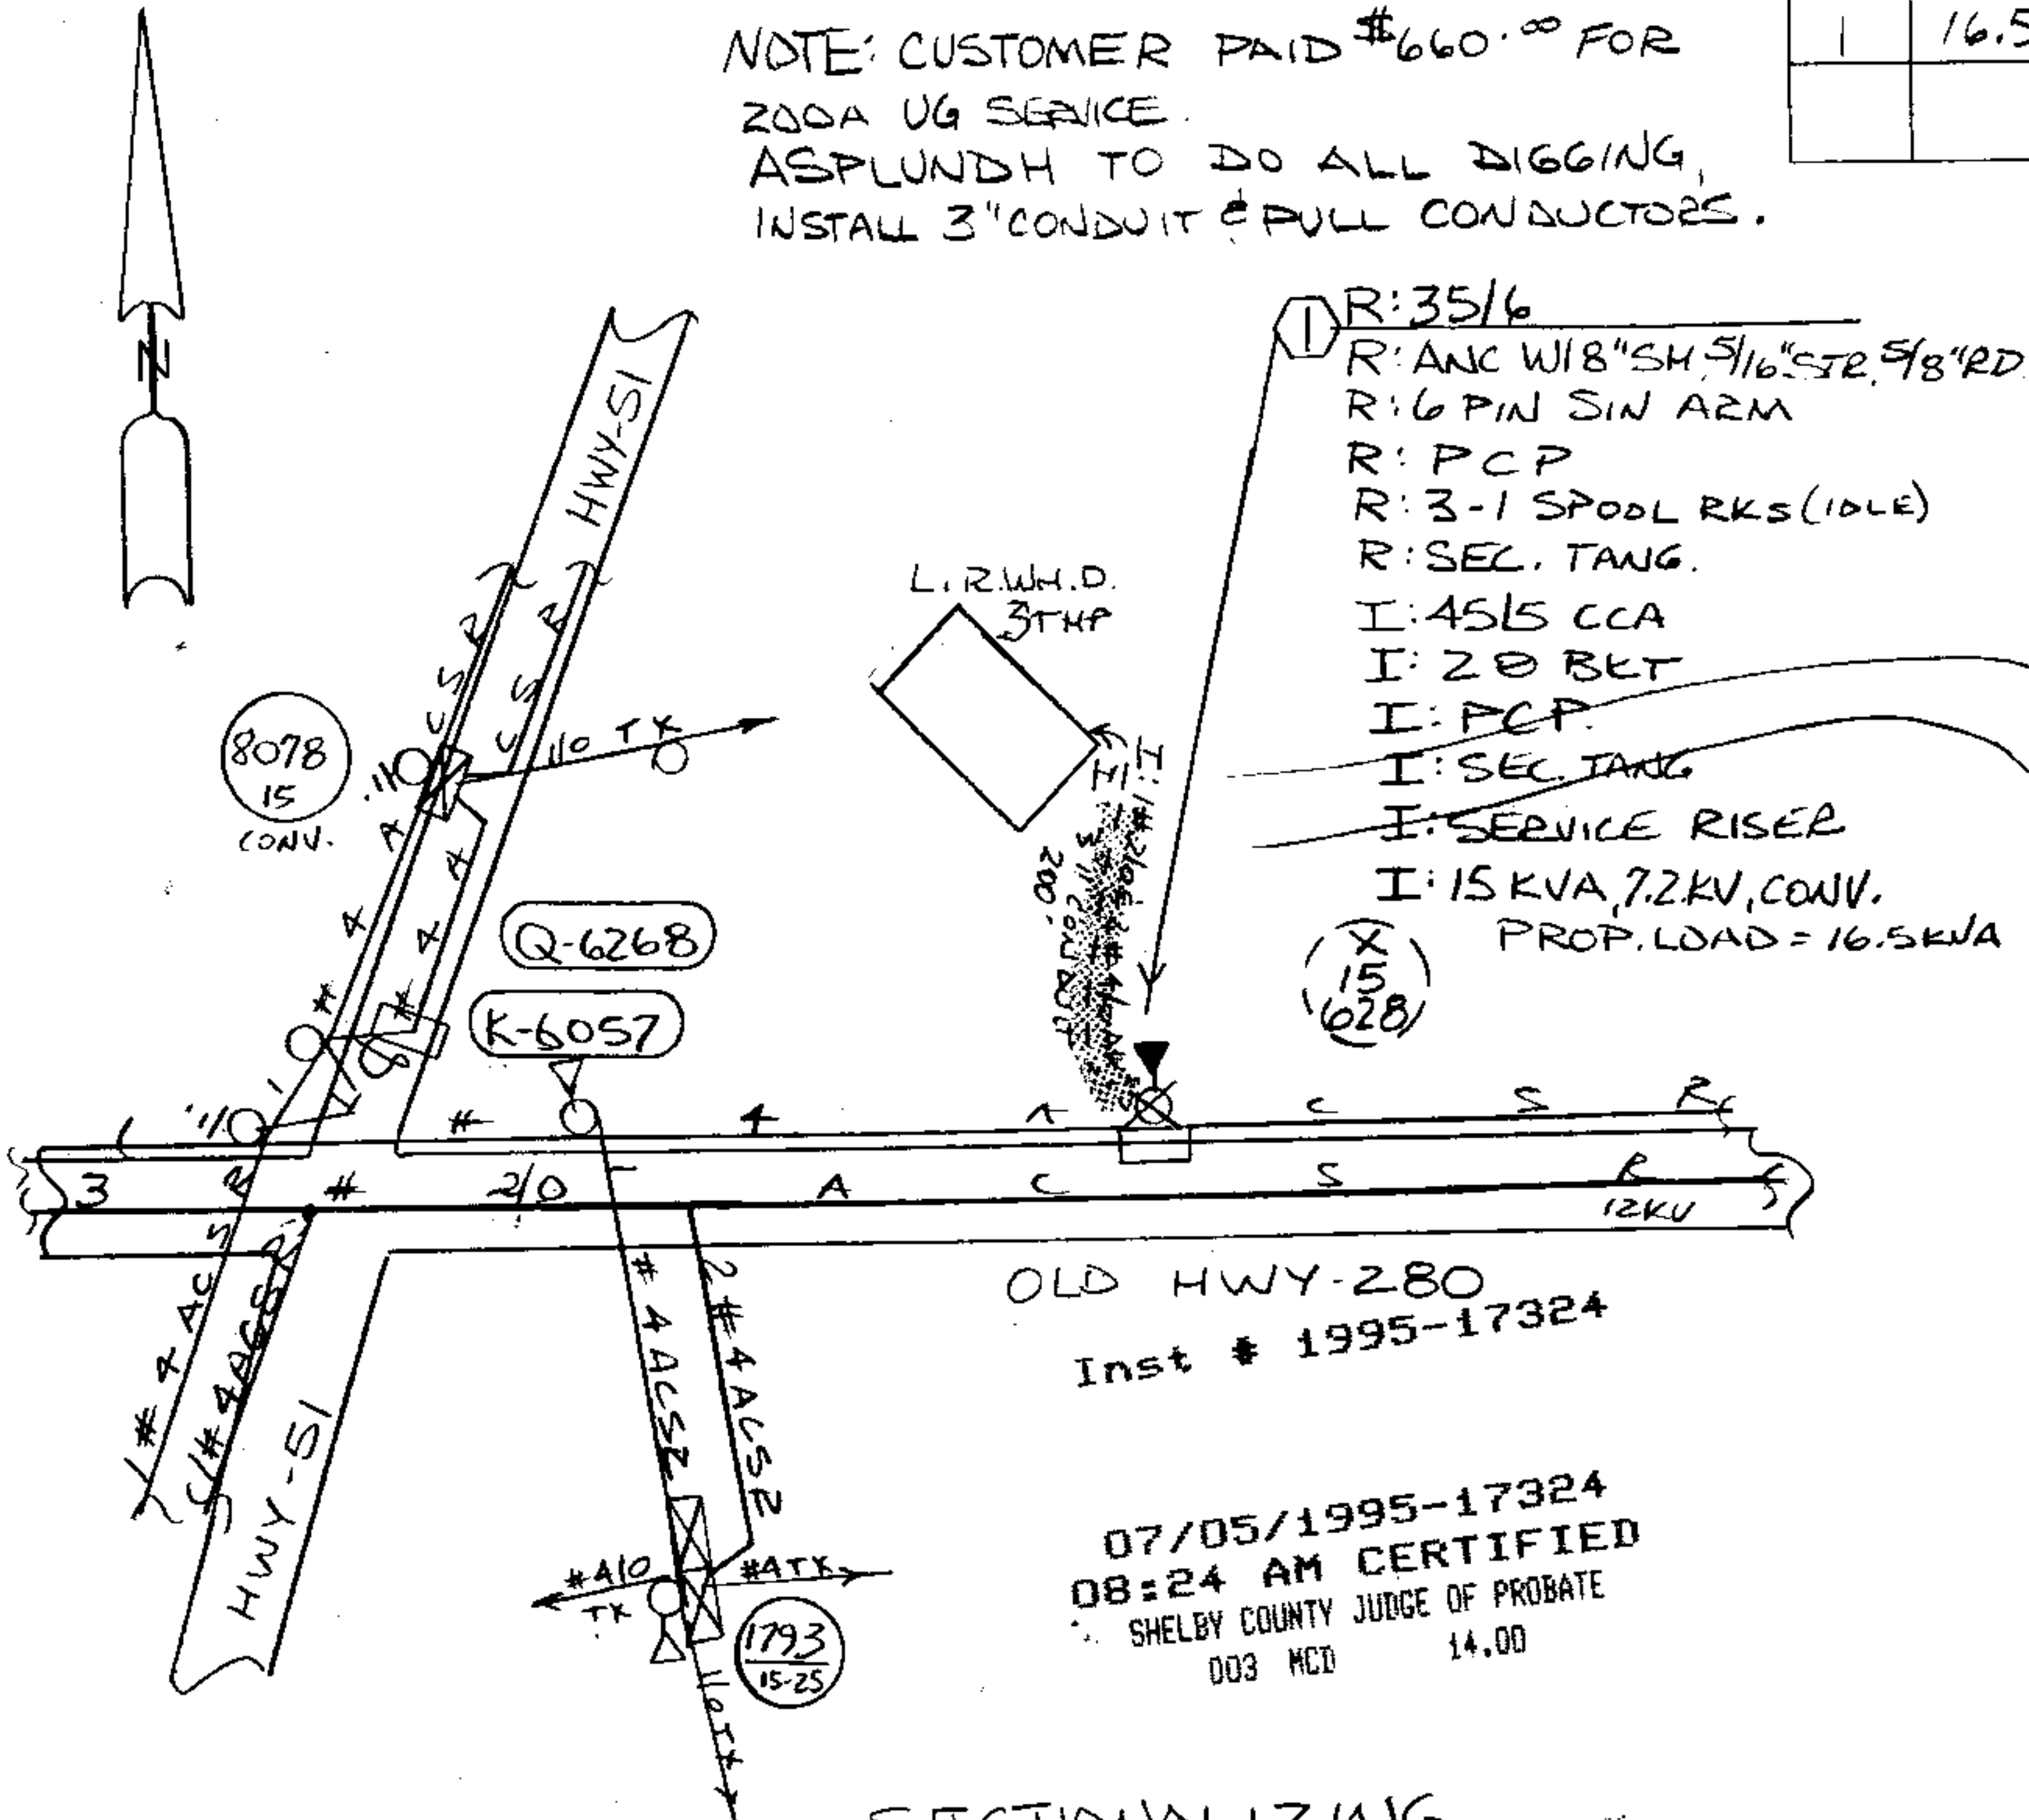 NOTE: CUSTOMER PAID $660.00 FOR
200A UG SERVICE.
ASPLUNDH TO DO ALL DIGGING,
INSTALL 3" CONDUIT & PULL CONDUCTORS.
1 16.5
N
1
R: 35/6
R: ANC W/8" SH, 5/16" STR, 5/8" RD
R: 6 PIN SIN ARM
R: PCP
R: 3-1 SPOOL RKS (IDLE)
R: SEC. TANG.
I: 45/5 CCA
I: 2 Ø BKT
I: PCP
I: SEC. TANG
I: SERVICE RISER
I: 15 KVA, 7.2KV, CONV.
PROP. LOAD = 16.5KVA
X
15
628
L.R.WH.D.
3THP
HWY-51
8078
15
CONV.
1/0 TX
Q-6268
K-6057
200'
# 4 A C S R
3 # 2/0 A C S R
12KV
OLD HWY-280
Inst # 1995-17324
# 4 ACSR
2 # 4 ACSR
HWY-51
#4/0
TX
#4TX
1793
15-25
1/0TX
07/05/1995-17324
08:24 AM CERTIFIED
SHELBY COUNTY JUDGE OF PROBATE
003 MCD 14.00
SECTIONALIZING